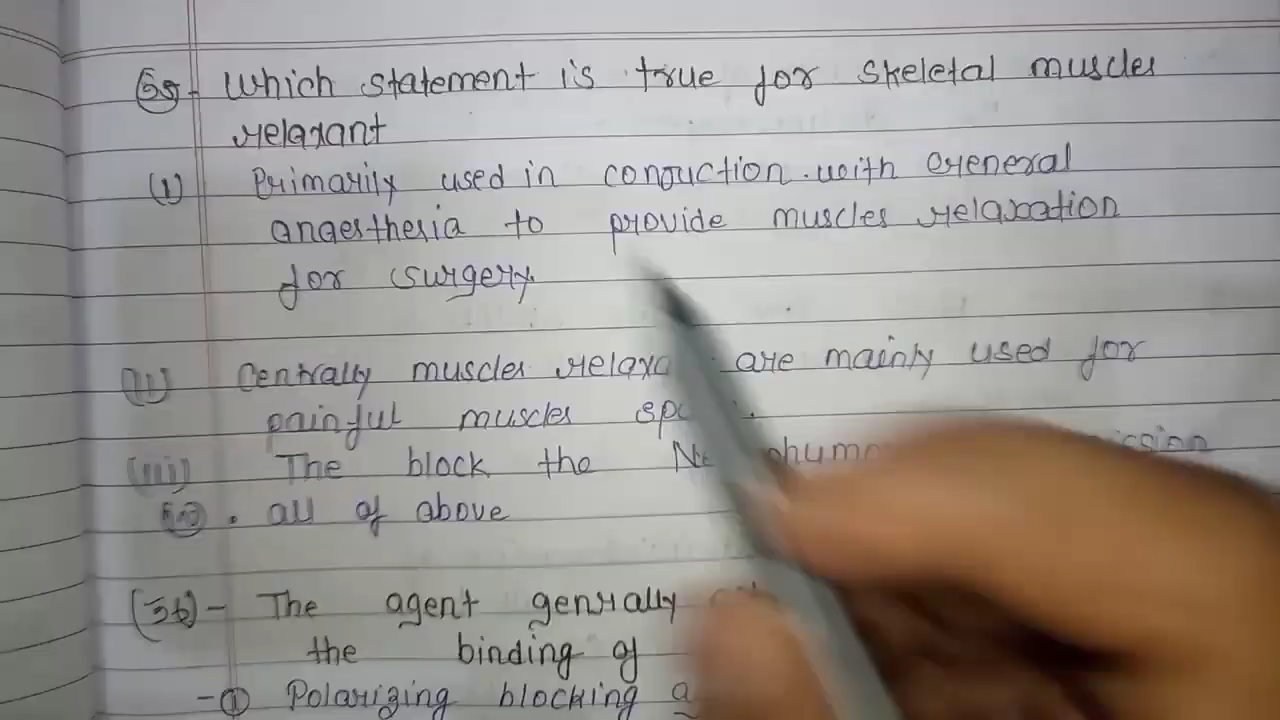 (35)- Which statement is true for skeletal muscles
relaxant
(1) Primarily used in conjuction with General
anaesthesia to provide muscles relaxation
for surgery.
(ii) Centrally muscles are mainly used for
painful muscles
(iii) The block the
(iv). all of above
(36)- The agent genrally
the binding of
-① Polarizing blocking